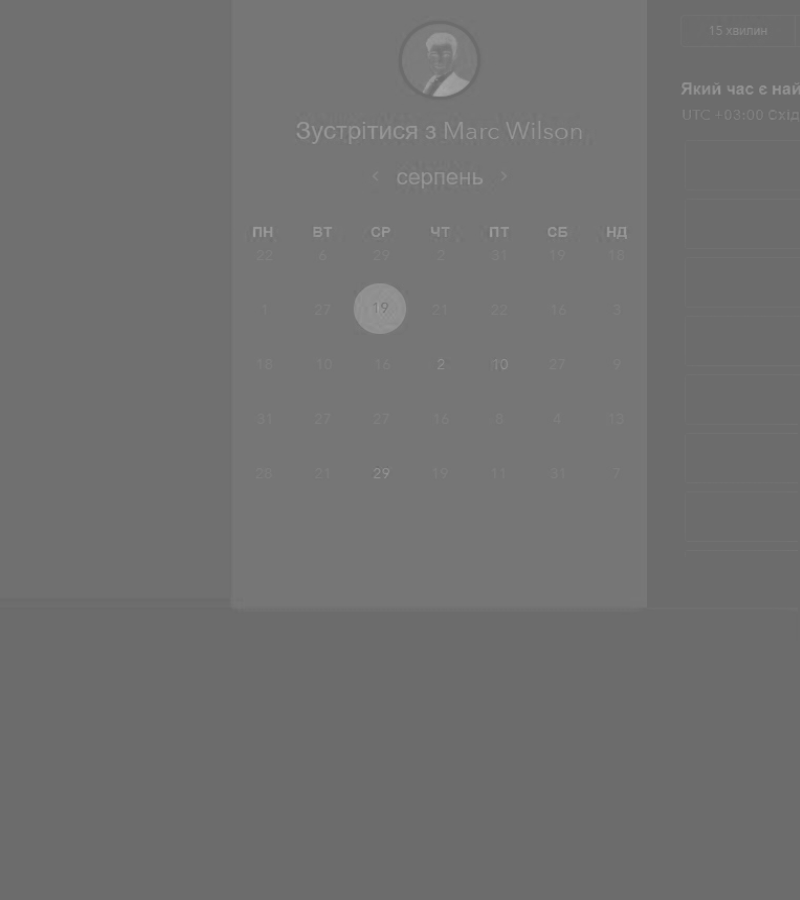 15 хвилин
Який час є най
UTC +03:00 Схід
Зустрітися з Marc Wilson
< серпень >
ПН ВТ СР ЧТ ПТ СБ НД
22 6 29 2 31 19 18
1 27 19 21 22 16 3
18 10 16 2 10 27 9
31 27 27 16 8 4 13
28 21 29 19 11 31 7